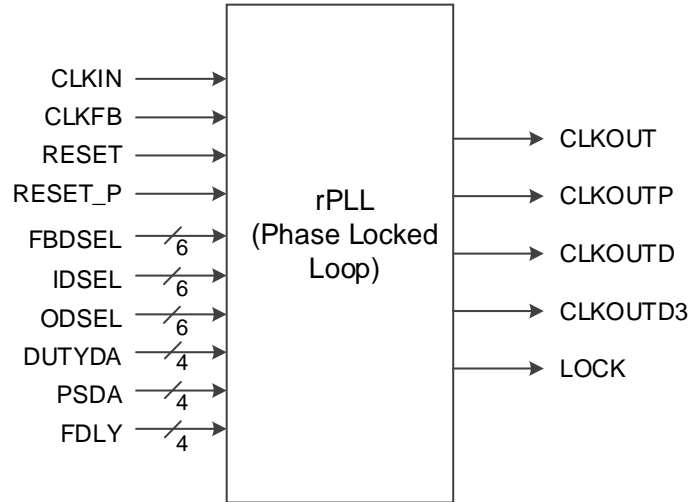 CLKIN
CLKFB
RESET
RESET_P
FBDSEL 6
IDSEL 6
ODSEL 6
DUTYDA 4
PSDA 4
FDLY 4
rPLL
(Phase Locked
Loop)
CLKOUT
CLKOUTP
CLKOUTD
CLKOUTD3
LOCK